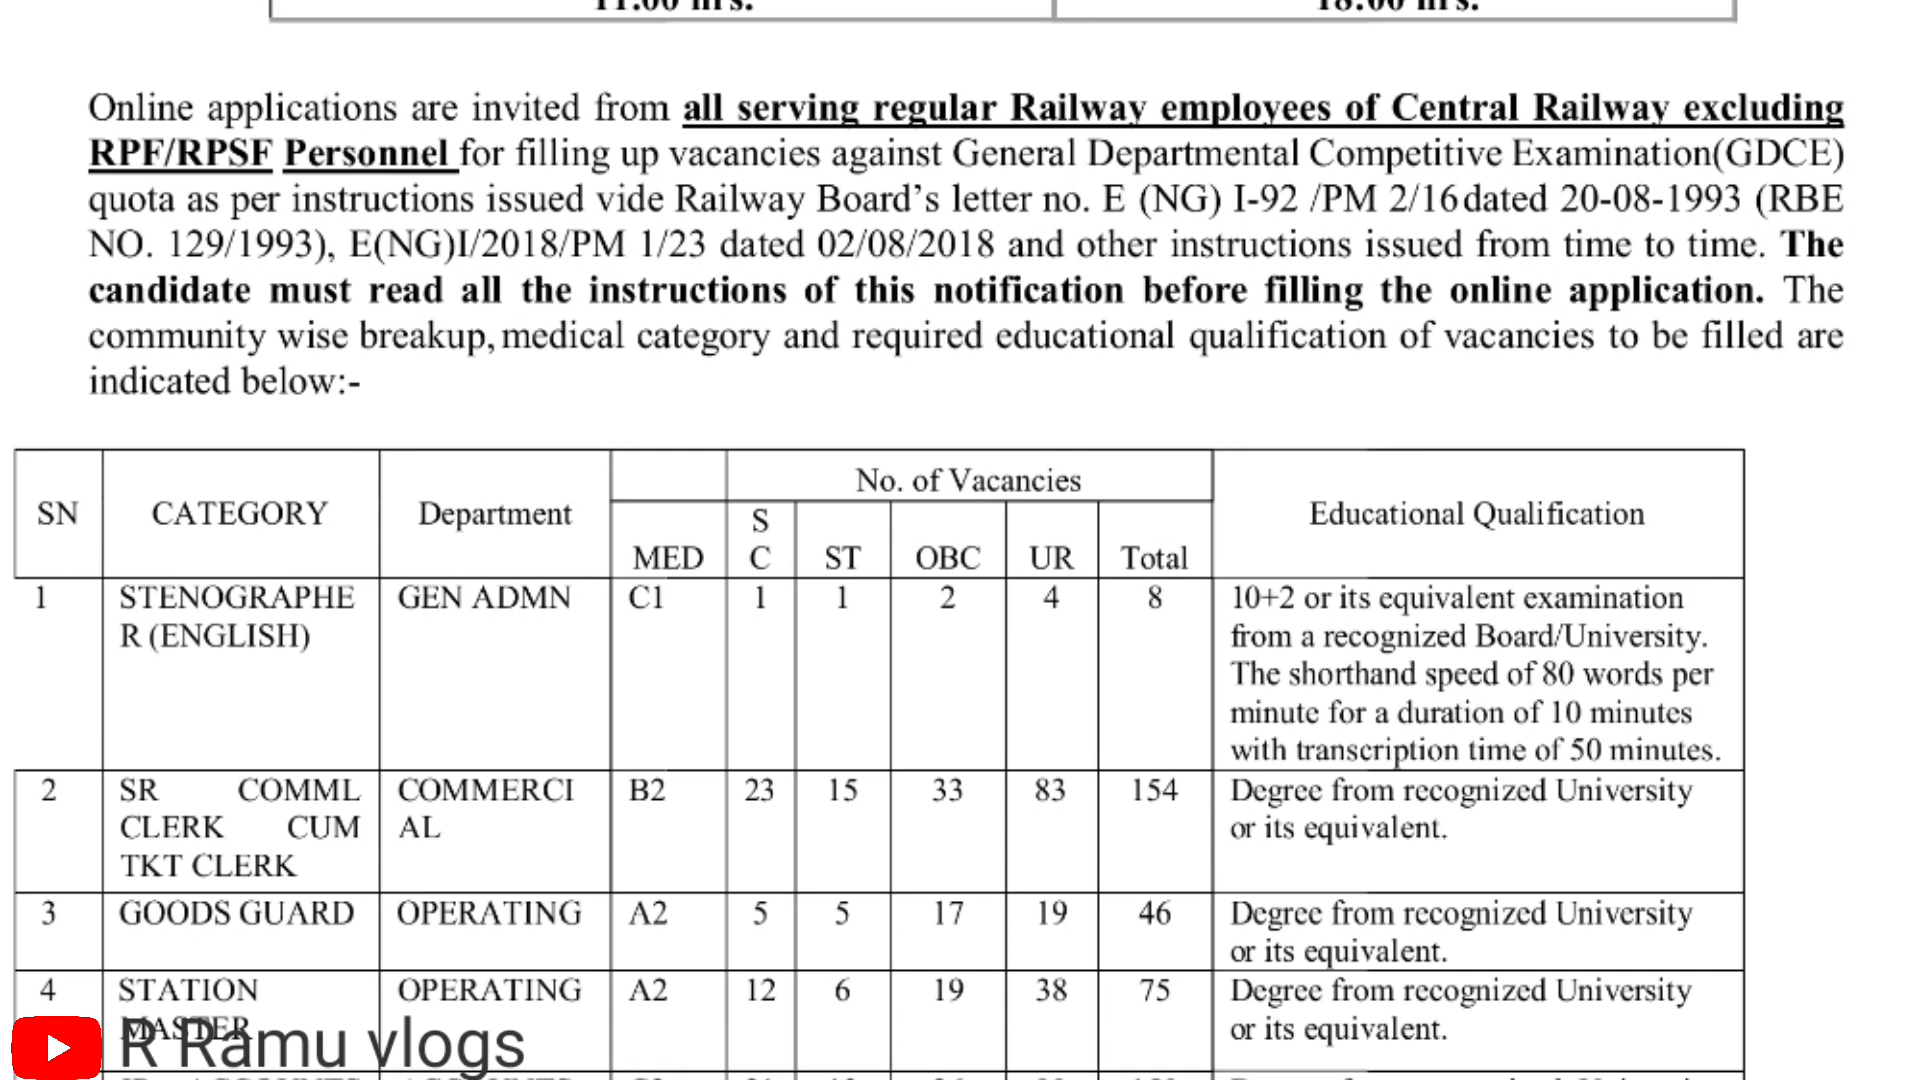 11.00 hrs. 18.00 hrs.
Online applications are invited from all serving regular Railway employees of Central Railway excluding
RPF/RPSF Personnel for filling up vacancies against General Departmental Competitive Examination(GDCE)
quota as per instructions issued vide Railway Board’s letter no. E (NG) I-92 /PM 2/16 dated 20-08-1993 (RBE
NO. 129/1993), E(NG)I/2018/PM 1/23 dated 02/08/2018 and other instructions issued from time to time. The
candidate must read all the instructions of this notification before filling the online application. The
community wise breakup, medical category and required educational qualification of vacancies to be filled are
indicated below:-
No. of Vacancies
SN CATEGORY Department Educational Qualification
S
MED C ST OBC UR Total
1 STENOGRAPHE GEN ADMN C1 1 1 2 4 8 10+2 or its equivalent examination
R (ENGLISH) from a recognized Board/University.
The shorthand speed of 80 words per
minute for a duration of 10 minutes
with transcription time of 50 minutes.
2 SR COMML COMMERCI B2 23 15 33 83 154 Degree from recognized University
CLERK CUM AL or its equivalent.
TKT CLERK
3 GOODS GUARD OPERATING A2 5 5 17 19 46 Degree from recognized University
or its equivalent.
4 STATION OPERATING A2 12 6 19 38 75 Degree from recognized University
MASTER or its equivalent.
R Ramu vlogs